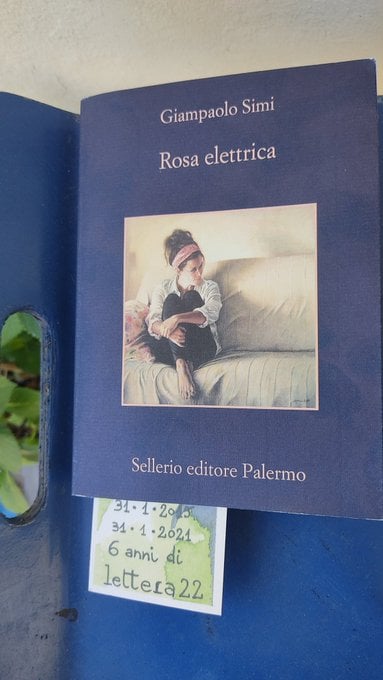 Giampaolo Simi
Rosa elettrica
Sellerio editore Palermo
31·1·2015
31·1·2021
6 anni di
lettera22